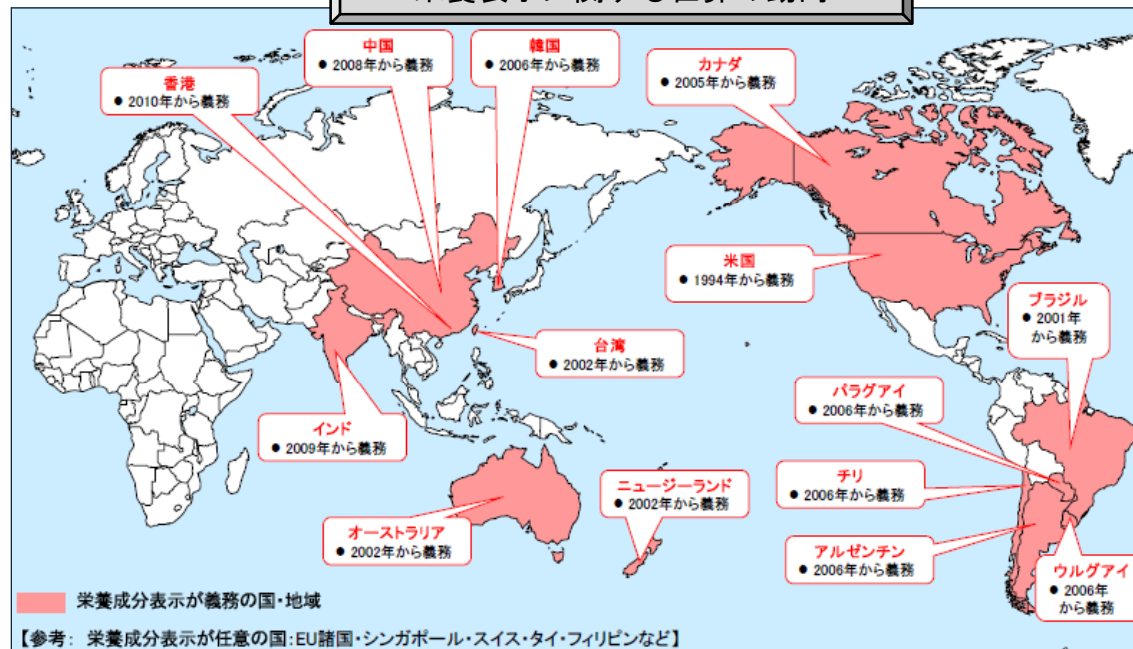 中国
● 2008年から義務
韓国
● 2006年から義務
カナダ
● 2005年から義務
香港
● 2010年から義務
米国
● 1994年から義務
ブラジル
● 2001年
から義務
台湾
● 2002年から義務
パラグアイ
● 2006年から義務
インド
● 2009年から義務
ニュージーランド
● 2002年から義務
チリ
● 2006年から義務
オーストラリア
● 2002年から義務
アルゼンチン
● 2006年から義務
ウルグアイ
● 2006年
から義務
栄養成分表示が義務の国・地域
【参考: 栄養成分表示が任意の国:EU諸国・シンガポール・スイス・タイ・フィリピンなど】